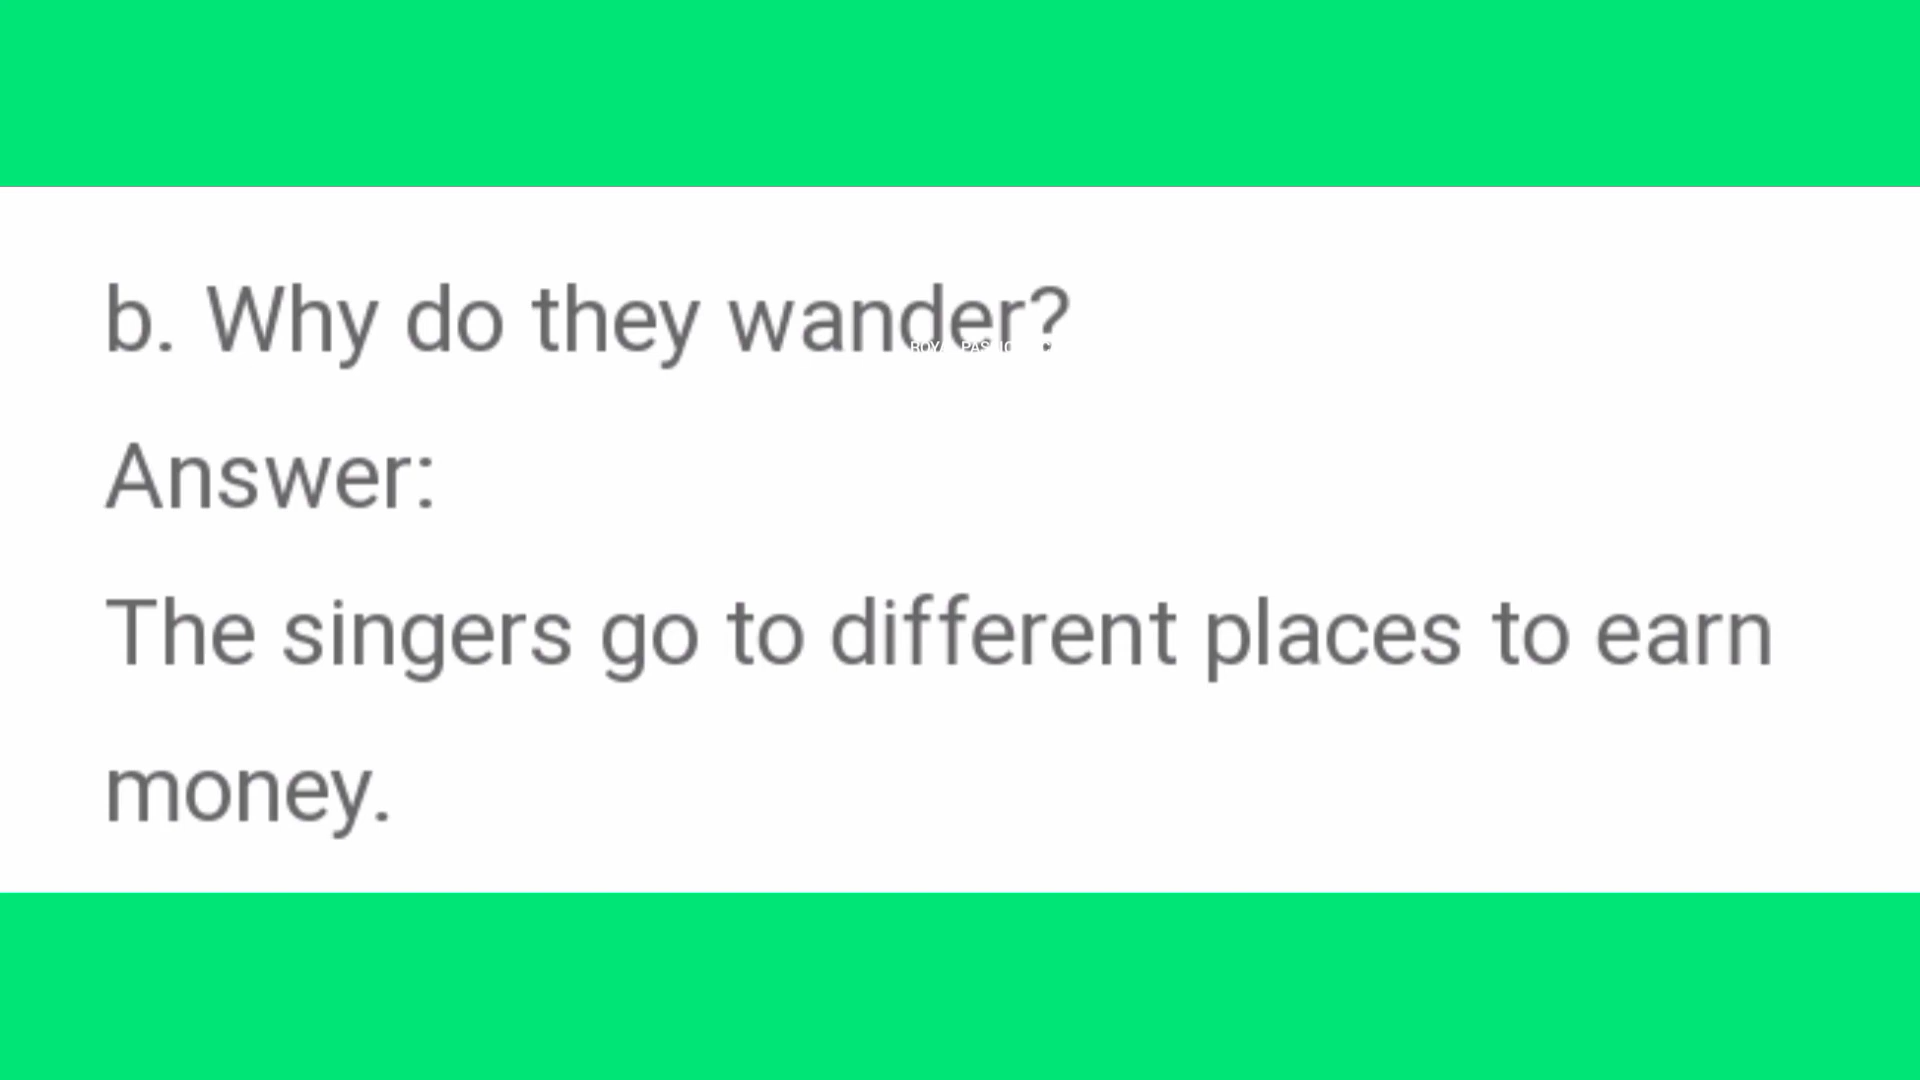 b. Why do they wander?
Answer:
The singers go to different places to earn
money.